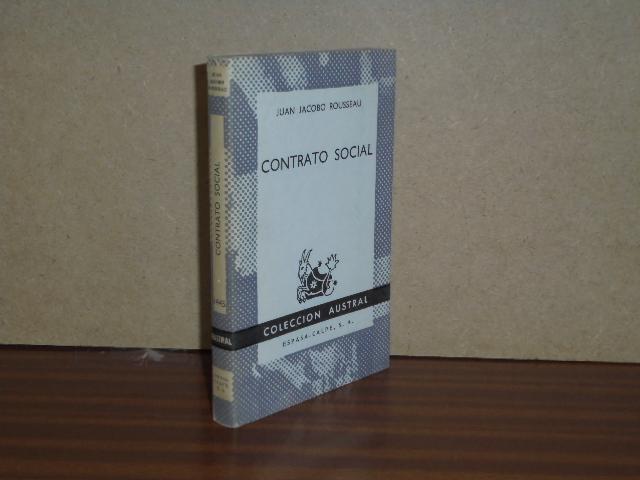 JUAN JACOBO ROUSSEAU
CONTRATO SOCIAL
COLECCION AUSTRAL
ESPASA-CALPE, S. A.
CONTRATO SOCIAL
AUSTRAL